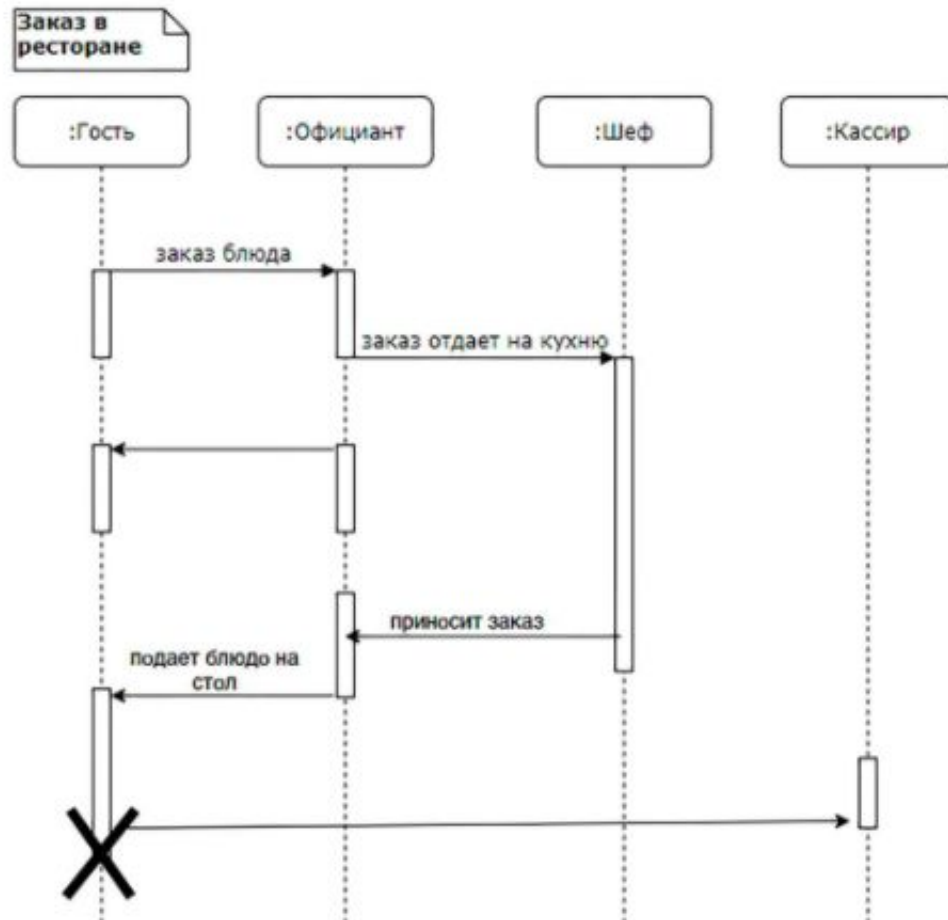 Заказ в
ресторане
:Гость
:Официант
:Шеф
:Кассир
заказ блюда
заказ отдает на кухню
приносит заказ
подает блюдо на
стол